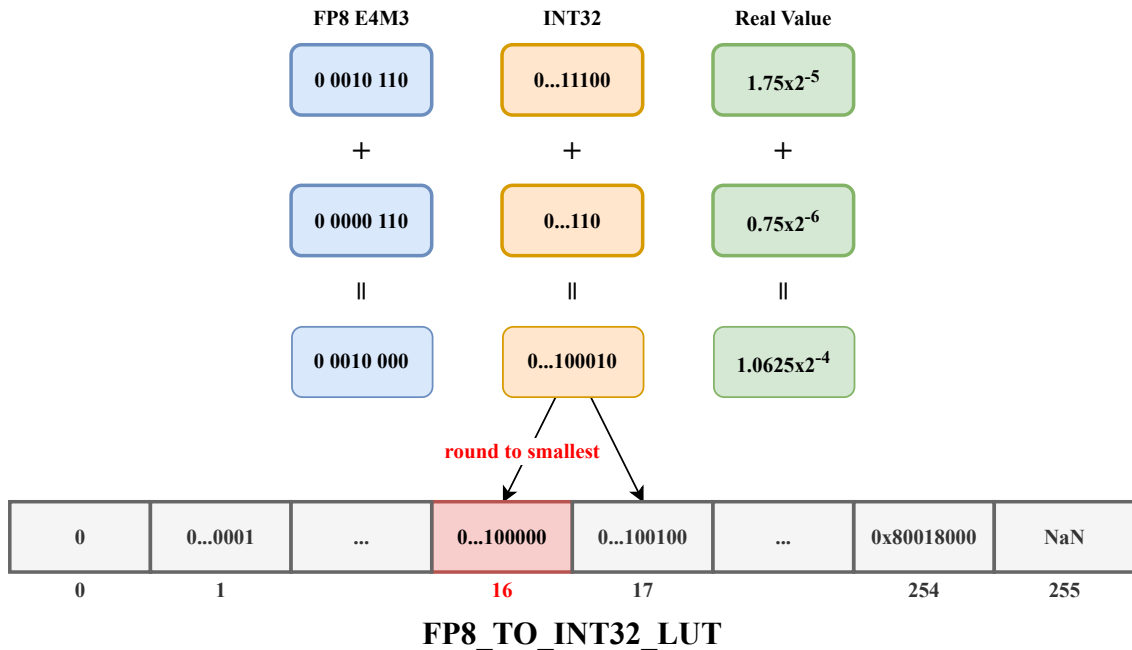 FP8 E4M3 INT32 Real Value
0 0010 110 0...11100 1.75x2^-5
+ + +
0 0000 110 0...110 0.75x2^-6
= = =
0 0010 000 0...100010 1.0625x2^-4
round to smallest
0 0...0001 ... 0...100000 0...100100 ... 0x80018000 NaN
0 1 16 17 254 255
FP8_TO_INT32_LUT